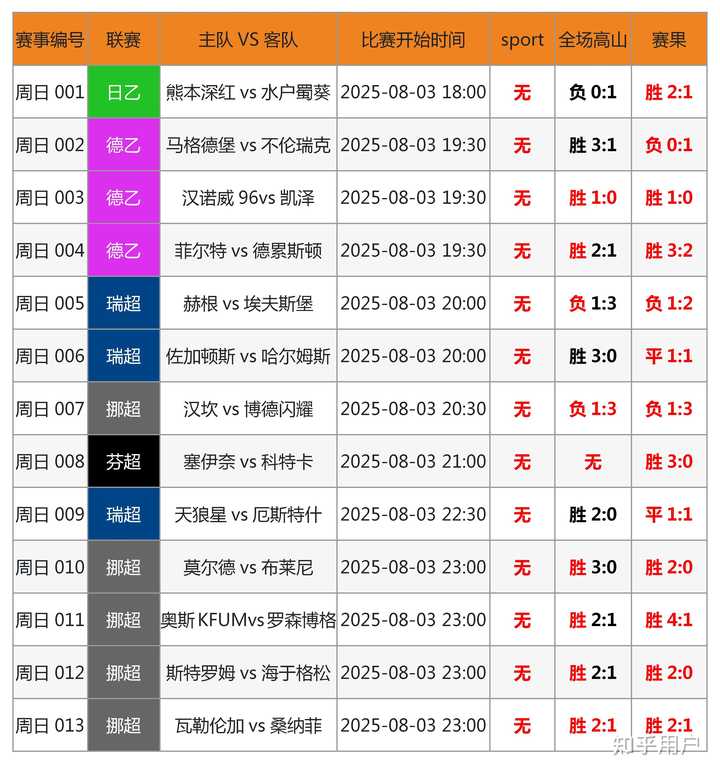 赛事编号 联赛 主队 VS 客队 比赛开始时间 sport 全场高山 赛果
周日 001 日乙 熊本深红 vs 水户蜀葵 2025-08-03 18:00 无 负 0:1 胜 2:1
周日 002 德乙 马格德堡 vs 不伦瑞克 2025-08-03 19:30 无 胜 3:1 负 0:1
周日 003 德乙 汉诺威 96vs 凯泽 2025-08-03 19:30 无 胜 1:0 胜 1:0
周日 004 德乙 菲尔特 vs 德累斯顿 2025-08-03 19:30 无 胜 2:1 胜 3:2
周日 005 瑞超 赫根 vs 埃夫斯堡 2025-08-03 20:00 无 负 1:3 负 1:2
周日 006 瑞超 佐加顿斯 vs 哈尔姆斯 2025-08-03 20:00 无 胜 3:0 平 1:1
周日 007 挪超 汉坎 vs 博德闪耀 2025-08-03 20:30 无 负 1:3 负 1:3
周日 008 芬超 塞伊奈 vs 科特卡 2025-08-03 21:00 无 无 胜 3:0
周日 009 瑞超 天狼星 vs 厄斯特什 2025-08-03 22:30 无 胜 2:0 平 1:1
周日 010 挪超 莫尔德 vs 布莱尼 2025-08-03 23:00 无 胜 3:0 胜 2:0
周日 011 挪超 奥斯 KFUMvs 罗森博格 2025-08-03 23:00 无 胜 2:1 胜 4:1
周日 012 挪超 斯特罗姆 vs 海于格松 2025-08-03 23:00 无 胜 2:1 胜 2:0
周日 013 挪超 瓦勒伦加 vs 桑纳菲 2025-08-03 23:00 无 胜 2:1 胜 2:1
知乎用户